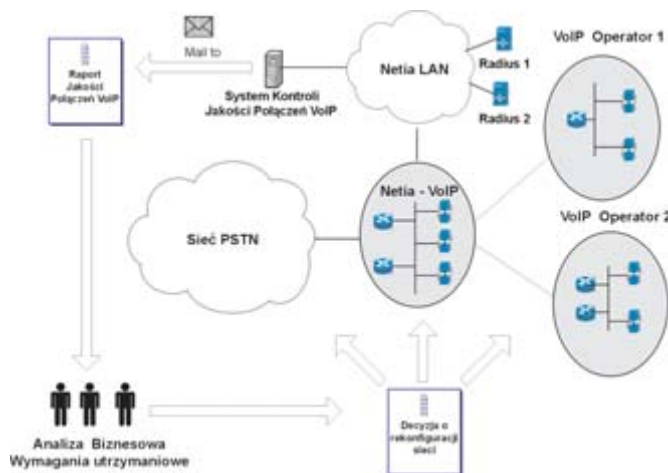 Mail to
Raport
Jakości
Połączeń VoIP
System Kontroli
Jakości Połączeń VoIP
Netia LAN
Radius 1
Radius 2
VoIP Operator 1
Netia - VoIP
Sieć PSTN
VoIP Operator 2
Analiza Biznesowa
Wymagania utrzymaniowe
Decyzja o
rekonfiguracji
sieci